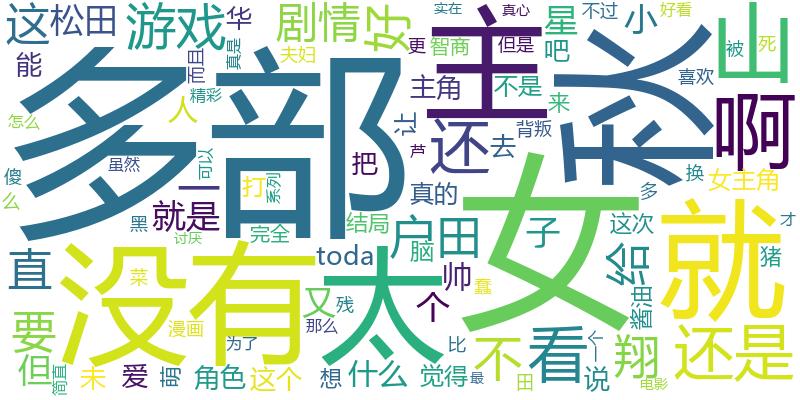 这
松田
游戏
华
剧情
好
主
秋
星
小
不过
好看
山
实在
真心
更
但是
智商
夫妇
吧
被
死
能
而且
真是
多
部
主角
不是
来
喜欢
啊
精彩
人
让
还
去
背叛
怎么
虽然
一
可以
打
系列
把
芦
真的
女
多
换
女主角
傻
么
就是
黑
讨厌
完全
结局
户田
子
这次
就
才
直
没有
toda
脑
太
帅
个
给
猪
要
菜
又
残
蠢
酱油
漫画
那么
看
翔
还是
但
简直
未
爱
萌
角色
为了
这个
想
什么
比
觉得
不
最
田
说
电影